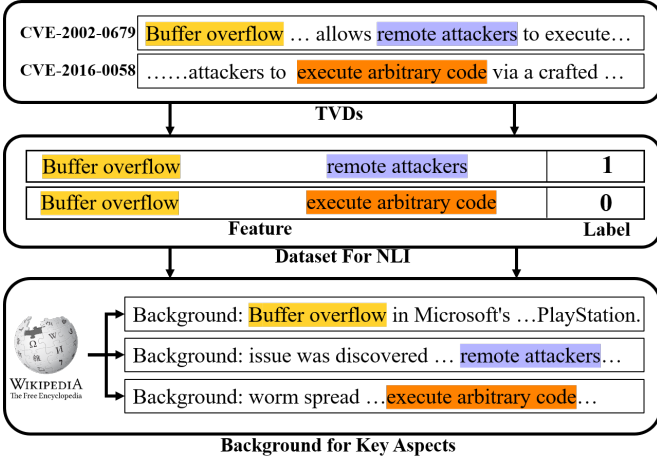 CVE-2002-0679 Buffer overflow … allows remote attackers to execute…
CVE-2016-0058 ……attackers to execute arbitrary code via a crafted …
TVDs
Buffer overflow remote attackers 1
Buffer overflow execute arbitrary code 0
Feature Label
Dataset For NLI
Background: Buffer overflow in Microsoft's …PlayStation.
Background: issue was discovered … remote attackers…
Background: worm spread …execute arbitrary code…
WIKIPEDIA
The Free Encyclopedia
Background for Key Aspects